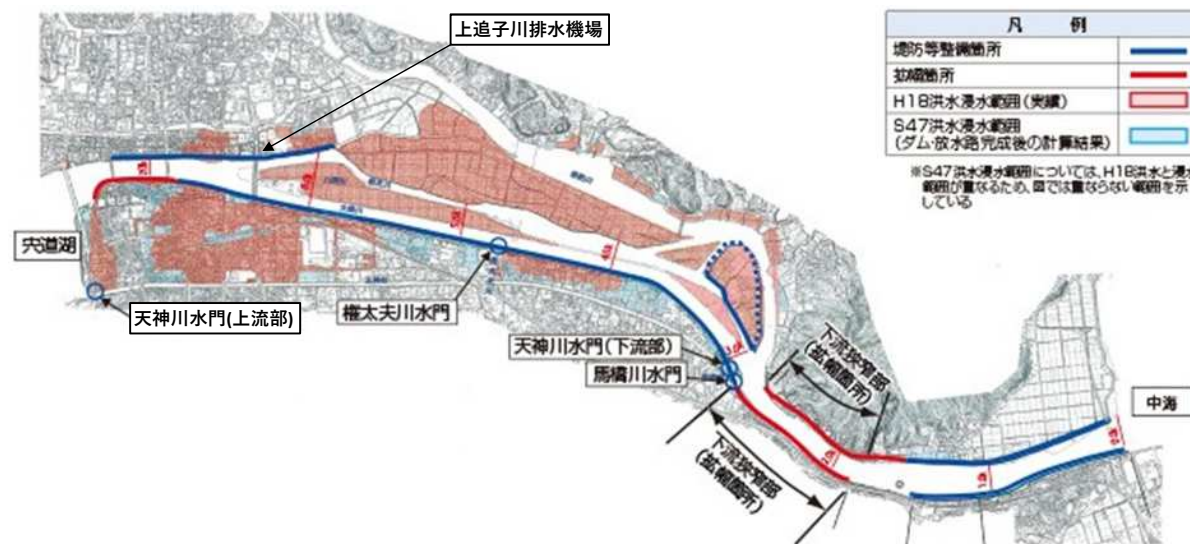 上追子川排水機場
凡 例
堤防等整備箇所
拡幅箇所
H18洪水浸水範囲(実績)
S47洪水浸水範囲
(ダム・放水路完成後の計算結果)
※S47洪水浸水範囲については、H18洪水と浸水
範囲が重なるため、図では重ならない範囲を示
している
宍道湖
天神川水門(上流部)
権太夫川水門
天神川水門(下流部)
馬橋川水門
下流狭窄部
(拡幅箇所)
下流狭窄部
(拡幅箇所)
中海